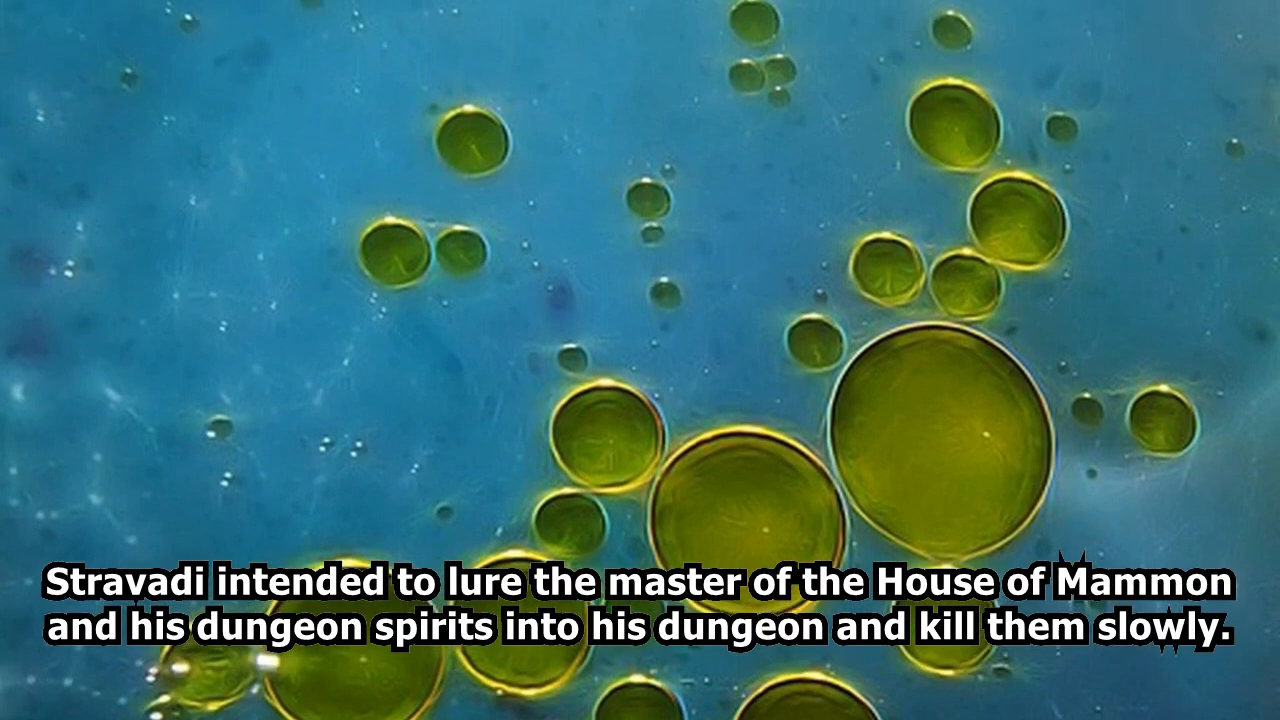 Stravadi intended to lure the master of the House of Mammon
and his dungeon spirits into his dungeon and kill them slowly.